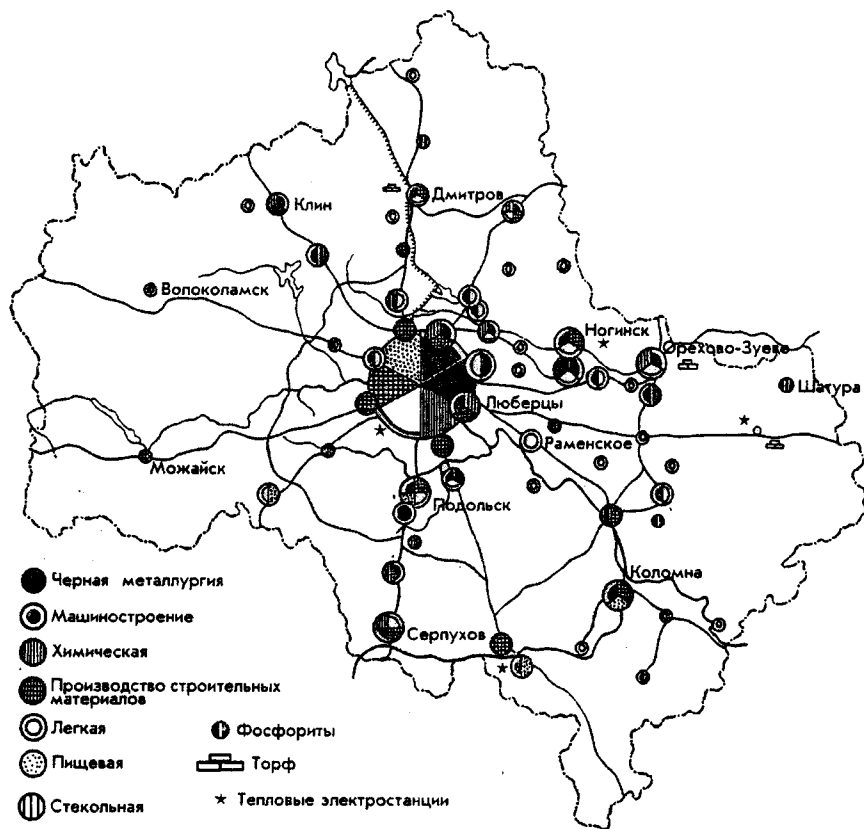 Дмитров
Клин
Волоколамск
Ногинск
Орехово-Зуево
Шатура
Люберцы
Раменское
Можайск
Подольск
Коломна
Серпухов
Черная металлургия
Машиностроение
Химическая
Производство строительных
материалов
Легкая
Пищевая
Стекольная
Фосфориты
Торф
Тепловые электростанции